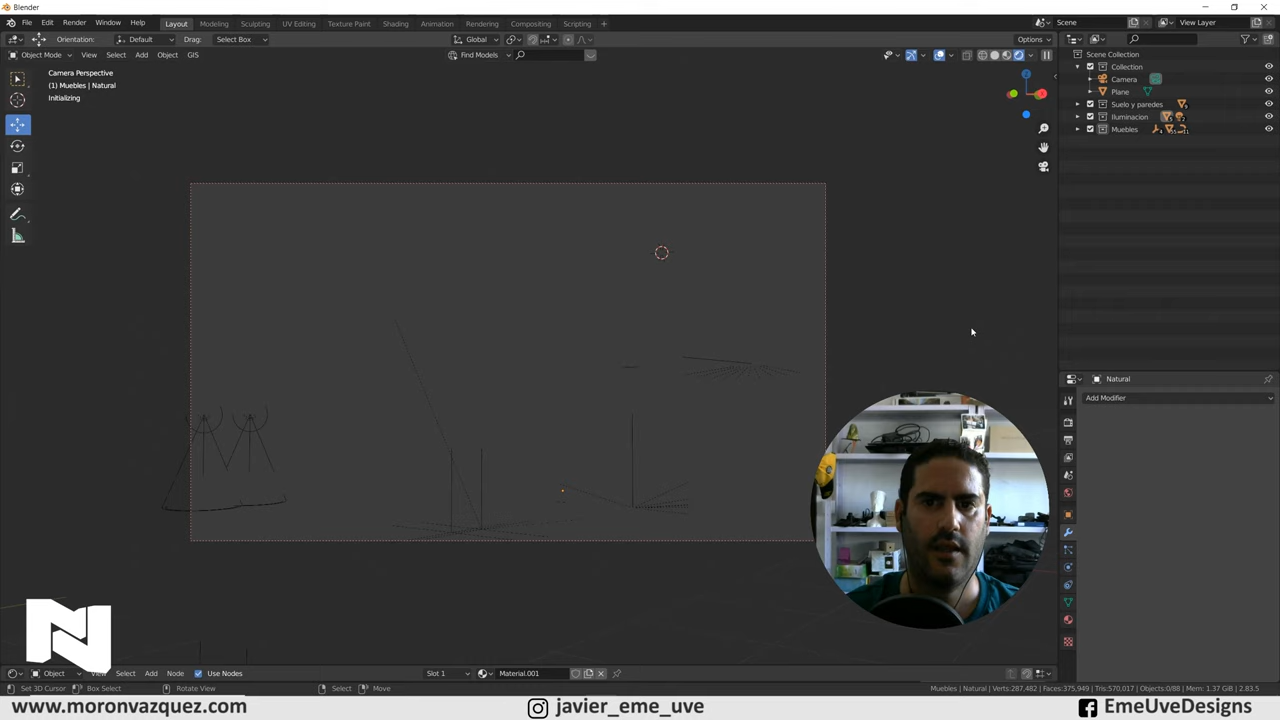 Blender
File Edit Render Window Help Layout Modeling Sculpting UV Editing Texture Paint Shading Animation Rendering Compositing Scripting + Scene View Layer
Orientation: Default Drag: Select Box Global Options
Object Mode View Select Add Object GIS Find Models
Camera Perspective
(1) Muebles | Natural
Initializing
Scene Collection
Collection
Camera
Plane
Suelo y paredes
Iluminacion
Muebles
Natural
Add Modifier
N
Object View Select Add Node Use Nodes Slot 1 Material.001
Set 3D Cursor Box Select Rotate View Select Move Muebles | Natural Verts:287,482 | Faces:375,949 | Tris:570,017 | Objects:0/88 | Mem: 1.37 GiB | 2.83.5
www.moronvazquez.com javier_eme_uve EmeUveDesigns